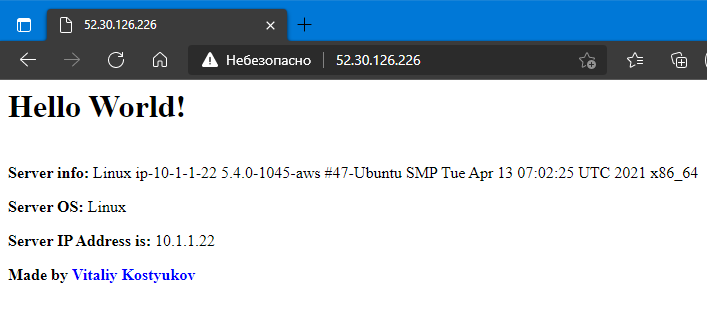 52.30.126.226
Небезопасно 52.30.126.226
Hello World!
Server info: Linux ip-10-1-1-22 5.4.0-1045-aws #47-Ubuntu SMP Tue Apr 13 07:02:25 UTC 2021 x86_64
Server OS: Linux
Server IP Address is: 10.1.1.22
Made by Vitaliy Kostyukov